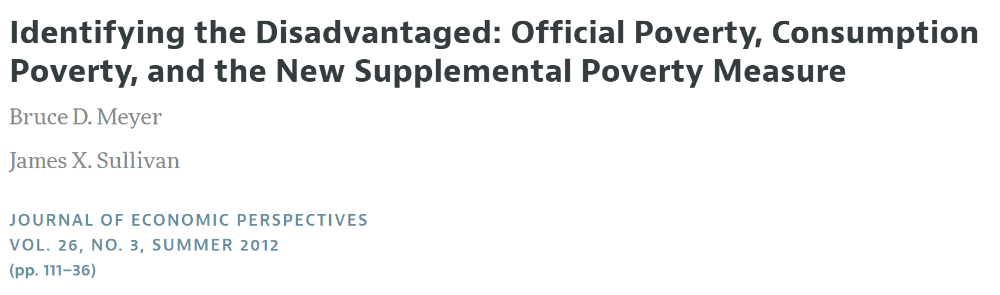 Identifying the Disadvantaged: Official Poverty, Consumption
Poverty, and the New Supplemental Poverty Measure
Bruce D. Meyer
James X. Sullivan
JOURNAL OF ECONOMIC PERSPECTIVES
VOL. 26, NO. 3, SUMMER 2012
(pp. 111–36)